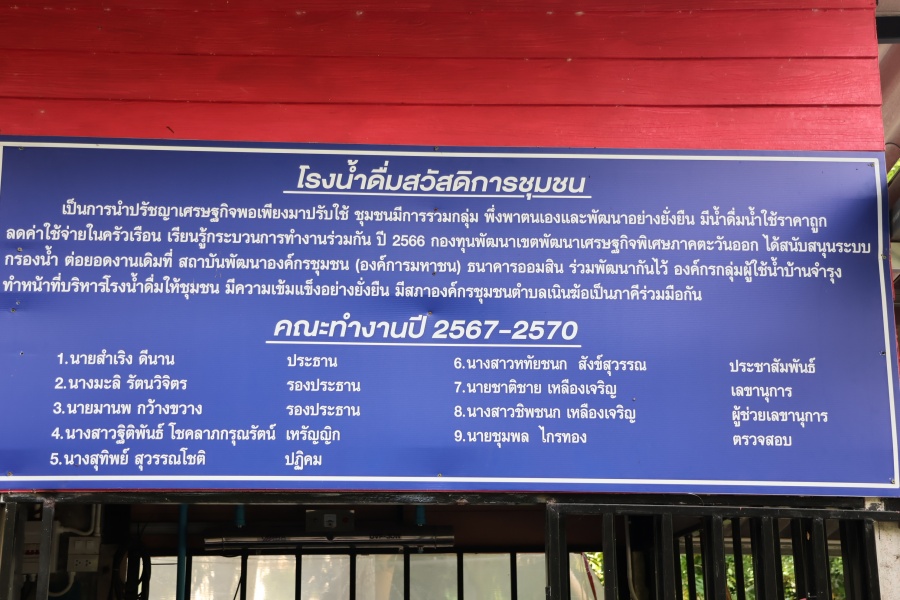 โรงน้ำดื่มสวัสดิการชุมชน
เป็นการนำปรัชญาเศรษฐกิจพอเพียงมาปรับใช้ ชุมชนมีการรวมกลุ่ม พึ่งพาตนเองและพัฒนาอย่างยั่งยืน มีน้ำดื่มน้ำใช้ราคาถูก
ลดค่าใช้จ่ายในครัวเรือน เรียนรู้กระบวนการทำงานร่วมกัน ปี 2566 กองทุนพัฒนาเขตพัฒนาเศรษฐกิจพิเศษภาคตะวันออก ได้สนับสนุนระบบ
กรองน้ำ ต่อยอดงานเดิมที่ สถาบันพัฒนาองค์กรชุมชน (องค์การมหาชน) ธนาคารออมสิน ร่วมพัฒนากันไว้ องค์กรกลุ่มผู้ใช้น้ำบ้านจำรุง
ทำหน้าที่บริหารโรงน้ำดื่มให้ชุมชน มีความเข้มแข็งอย่างยั่งยืน มีสภาองค์กรชุมชนตำบลเนินฆ้อเป็นภาคีร่วมมือกัน
คณะทำงานปี 2567-2570
1.นายสำเริง ดีนาน ประธาน
2.นางมะลิ รัตนวิจิตร รองประธาน
3.นายมานพ กว้างขวาง รองประธาน
4.นางสาวฐิติพันธ์ โชคลาภกรุณรัตน์ เหรัญญิก
5.นางสุทิพย์ สุวรรณโชติ ปฏิคม
6.นางสาวหทัยชนก สังข์สุวรรณ ประชาสัมพันธ์
7.นายชาติชาย เหลืองเจริญ เลขานุการ
8.นางสาวชิพชนก เหลืองเจริญ ผู้ช่วยเลขานุการ
9.นายชุมพล ไกรทอง ตรวจสอบ